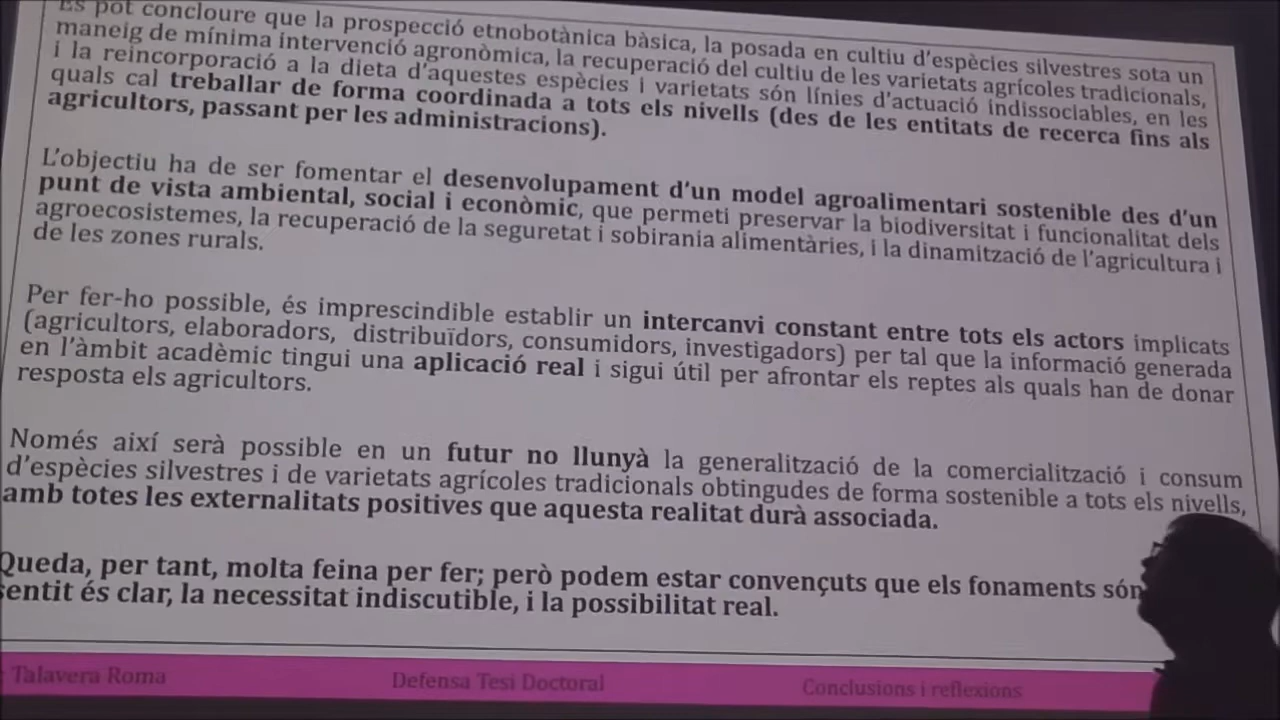 Es pot concloure que la prospecció etnobotànica bàsica, la posada en cultiu d'espècies silvestres sota un
maneig de mínima intervenció agronòmica, la recuperació del cultiu de les varietats agrícoles tradicionals,
i la reincorporació a la dieta d'aquestes espècies i varietats són línies d'actuació indissociables, en les
quals cal treballar de forma coordinada a tots els nivells (des de les entitats de recerca fins als
agricultors, passant per les administracions).
L'objectiu ha de ser fomentar el desenvolupament d'un model agroalimentari sostenible des d'un
punt de vista ambiental, social i econòmic, que permeti preservar la biodiversitat i funcionalitat dels
agroecosistemes, la recuperació de la seguretat i sobirania alimentàries, i la dinamització de l'agricultura i
de les zones rurals.
Per fer-ho possible, és imprescindible establir un intercanvi constant entre tots els actors implicats
(agricultors, elaboradors, distribuïdors, consumidors, investigadors) per tal que la informació generada
en l'àmbit acadèmic tingui una aplicació real i sigui útil per afrontar els reptes als quals han de donar
resposta els agricultors.
Només així serà possible en un futur no llunyà la generalització de la comercialització i consum
d'espècies silvestres i de varietats agrícoles tradicionals obtingudes de forma sostenible a tots els nivells,
amb totes les externalitats positives que aquesta realitat durà associada.
Queda, per tant, molta feina per fer; però podem estar convençuts que els fonaments són
sentit és clar, la necessitat indiscutible, i la possibilitat real.
Talavera Roma
Defensa Tesi Doctoral
Conclusions i reflexions